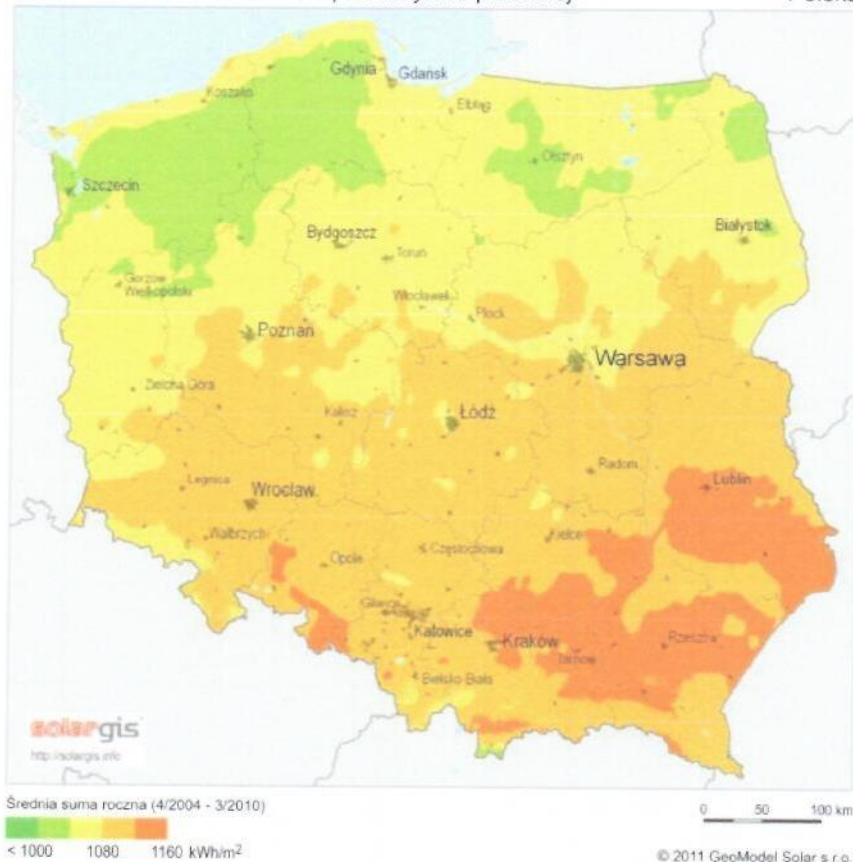 Gdynia
Gdańsk
Koszalin
Elbląg
Olsztyn
Szczecin
Białystok
Bydgoszcz
Toruń
Gorzów
Wielkopolski
Włocławek
Płock
Poznań
Warsawa
Zielona Góra
Kalisz
Łódź
Radom
Legnica
Wrocław
Lublin
Wałbrzych
Opole
Częstochowa
Kielce
Katowice
Kraków
Tarnów
Rzeszów
Bielsko-Biała
solargis
http://solargis.info
Średnia suma roczna (4/2004 - 3/2010)
< 1000 1080 1160 kWh/m²
0 50 100 km
© 2011 GeoModel Solar s.r.o.